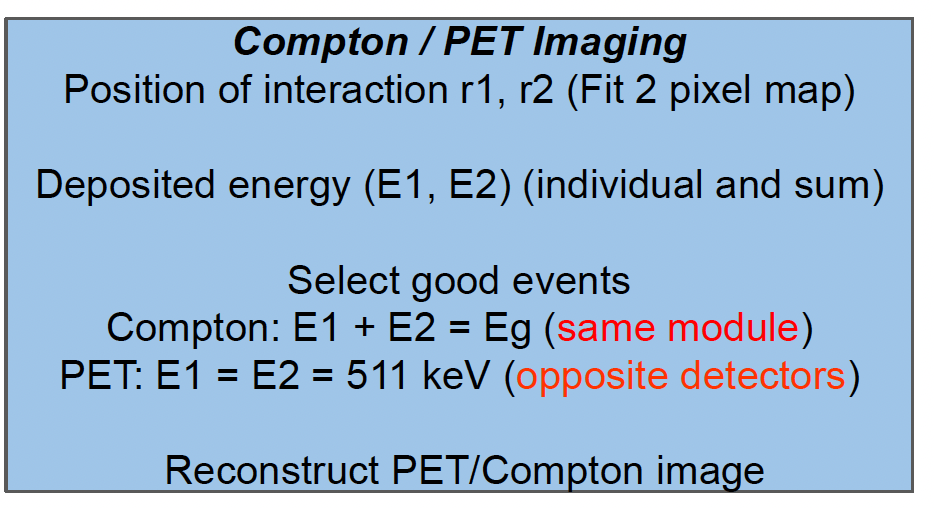 Compton / PET Imaging
Position of interaction r1, r2 (Fit 2 pixel map)
Deposited energy (E1, E2) (individual and sum)
Select good events
Compton: E1 + E2 = Eg (same module)
PET: E1 = E2 = 511 keV (opposite detectors)
Reconstruct PET/Compton image